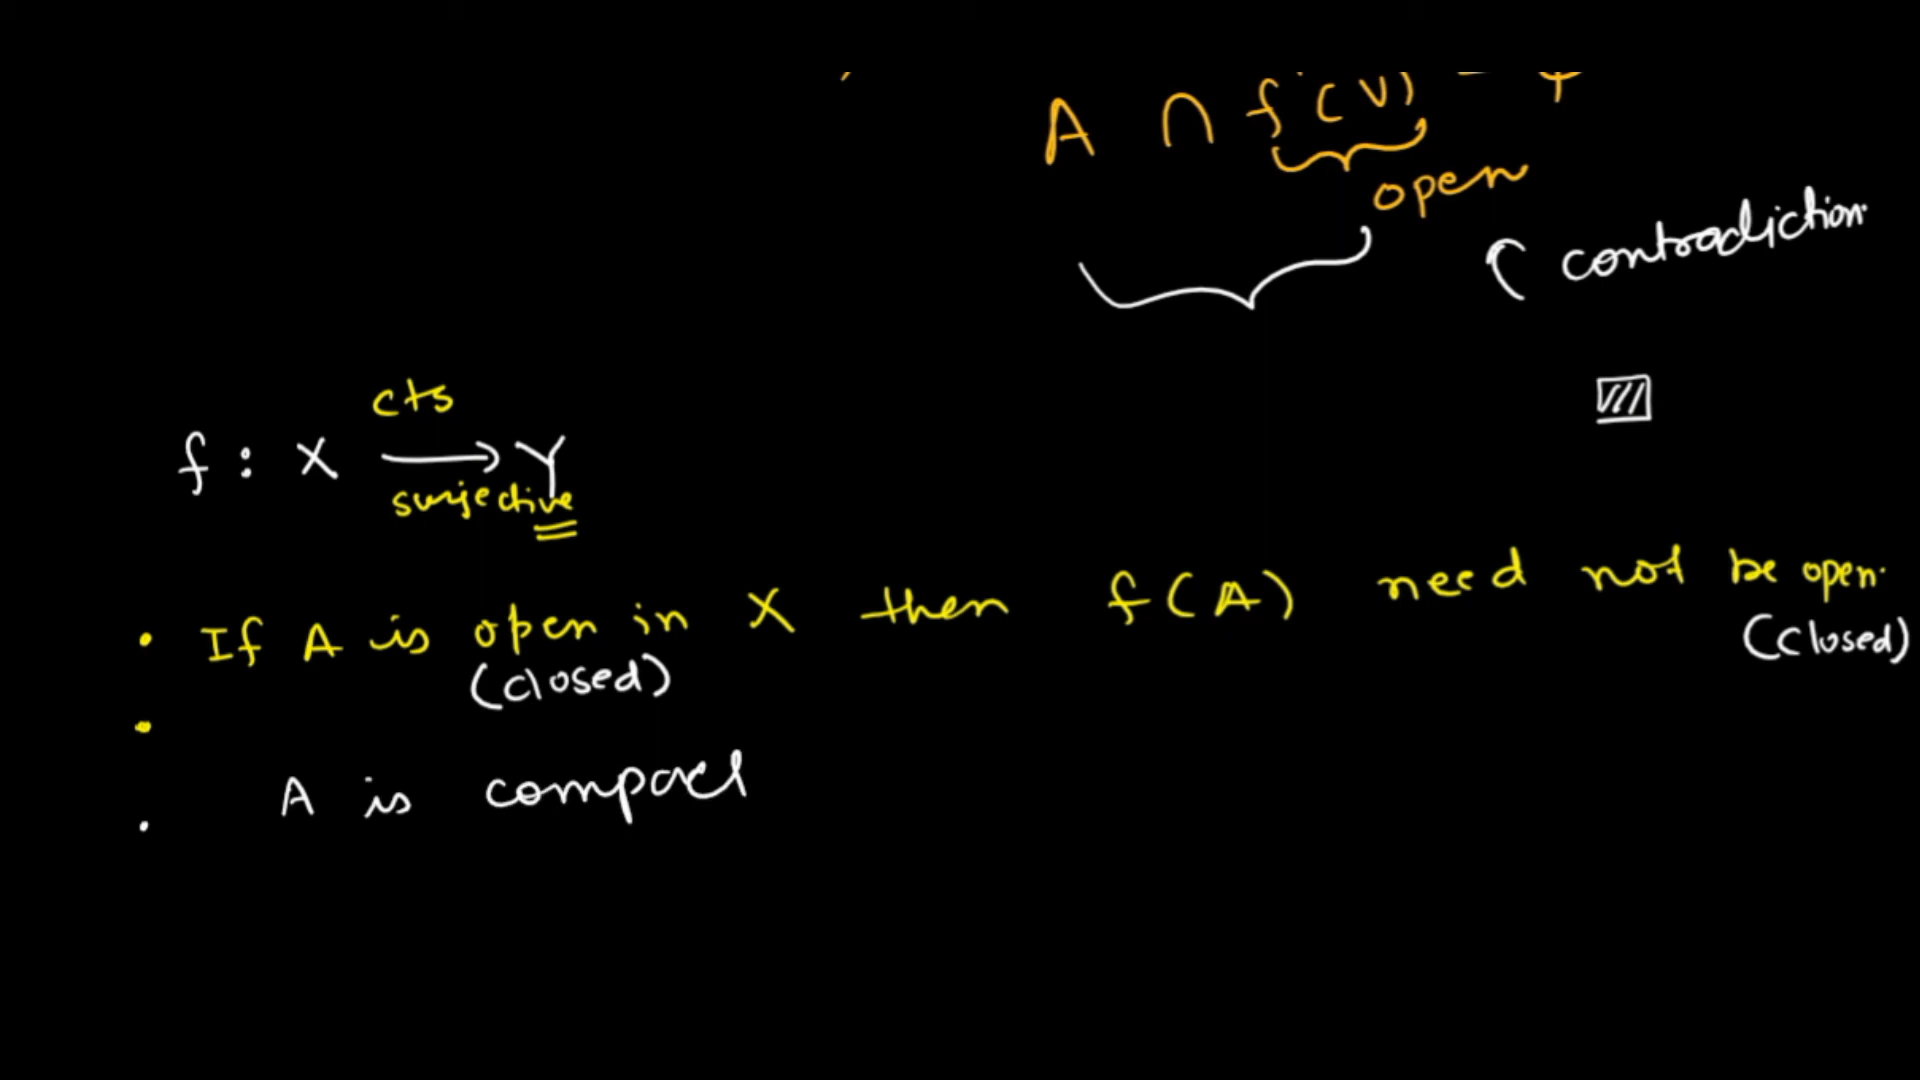 A ∩ f⁻¹(V) = φ
open
(contradiction.
cts
f : X → Y
surjective
• If A is open in X then f(A) need not be open.
(closed) (closed)
•
• A is compact